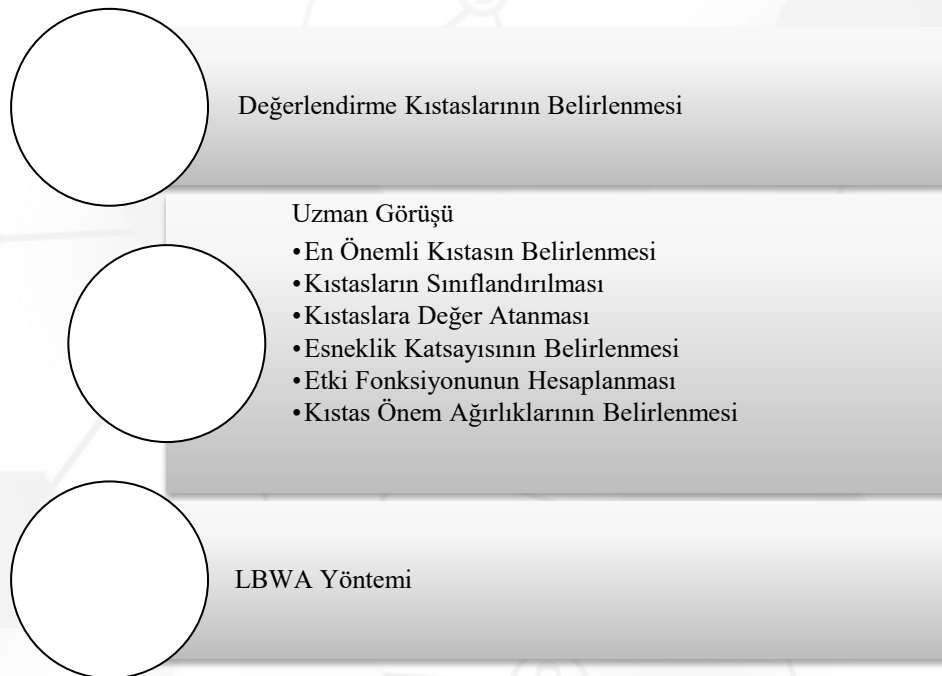 Değerlendirme Kıstaslarının Belirlenmesi
Uzman Görüşü
•En Önemli Kıstasın Belirlenmesi
•Kıstasların Sınıflandırılması
•Kıstaslara Değer Atanması
•Esneklik Katsayısının Belirlenmesi
•Etki Fonksiyonunun Hesaplanması
•Kıstas Önem Ağırlıklarının Belirlenmesi
LBWA Yöntemi